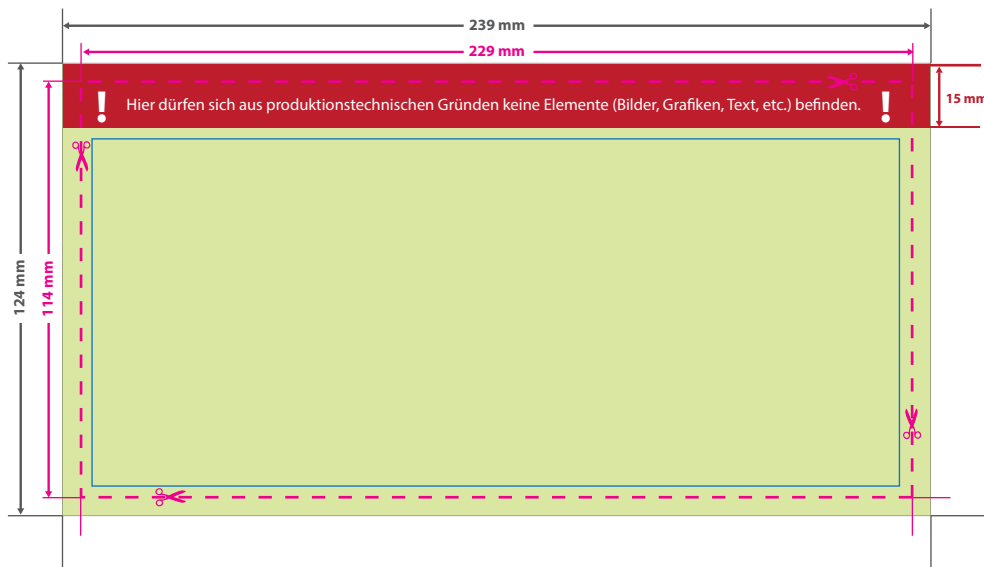 239 mm
229 mm
! Hier dürfen sich aus produktionstechnischen Gründen keine Elemente (Bilder, Grafiken, Text, etc.) befinden. !
15 mm
124 mm
114 mm